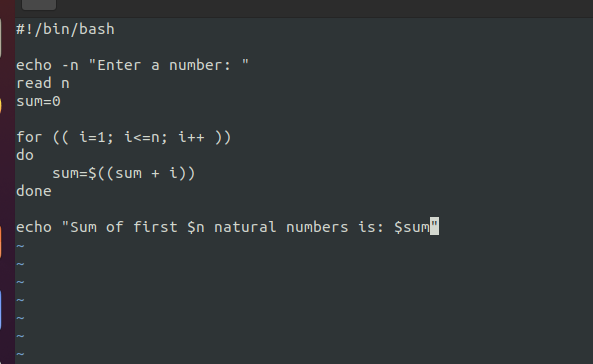 #!/bin/bash

echo -n "Enter a number: "
read n
sum=0

for (( i=1; i<=n; i++ ))
do
    sum=$((sum + i))
done

echo "Sum of first $n natural numbers is: $sum"
~
~
~
~
~
~
~